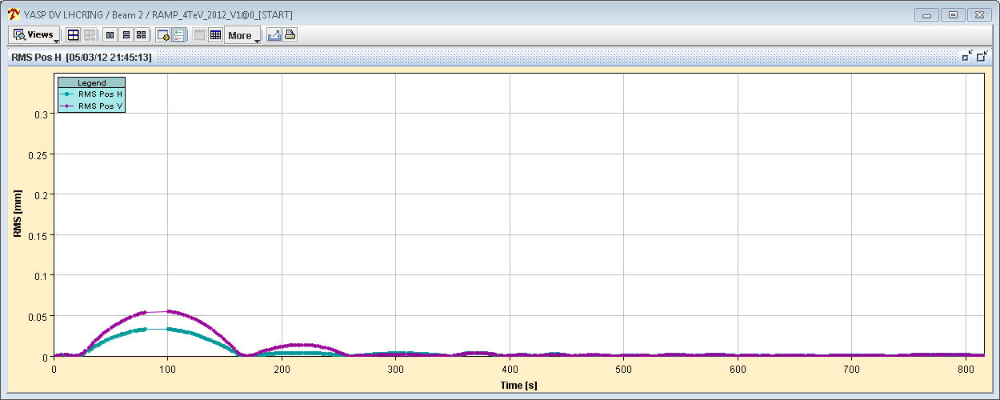 YASP DV LHCRING / Beam 2 / RAMP_4TeV_2012_V1@0_[START]
Views More
RMS Pos H [05/03/12 21:45:13]
Legend
RMS Pos H
RMS Pos V
0.3
0.25
0.2
0.15
0.1
0.05
0
RMS [mm]
0 100 200 300 400 500 600 700 800
Time [s]